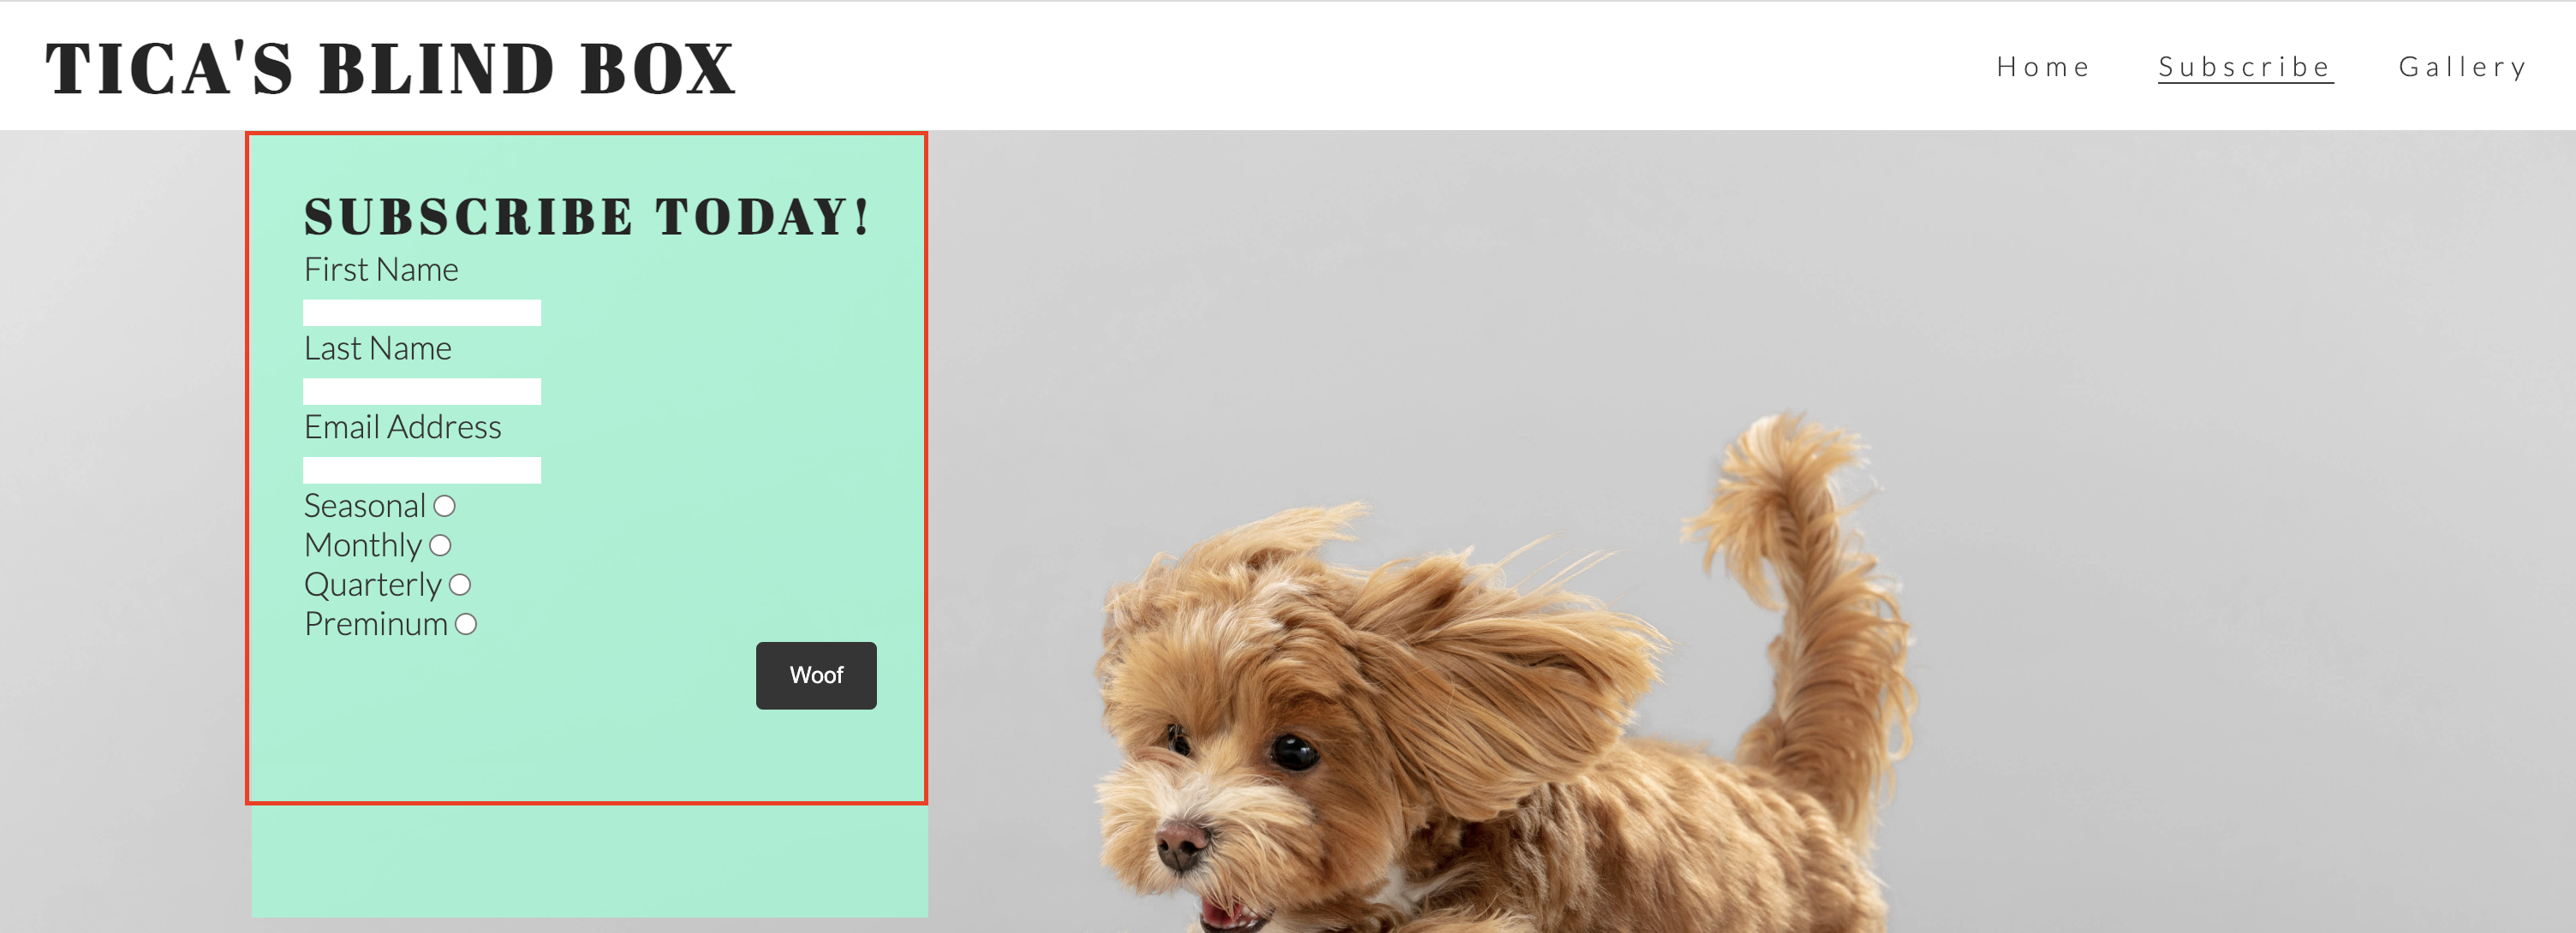 TICA'S BLIND BOX
Home Subscribe Gallery
SUBSCRIBE TODAY!
First Name
Last Name
Email Address
Seasonal
Monthly
Quarterly
Preminum
Woof